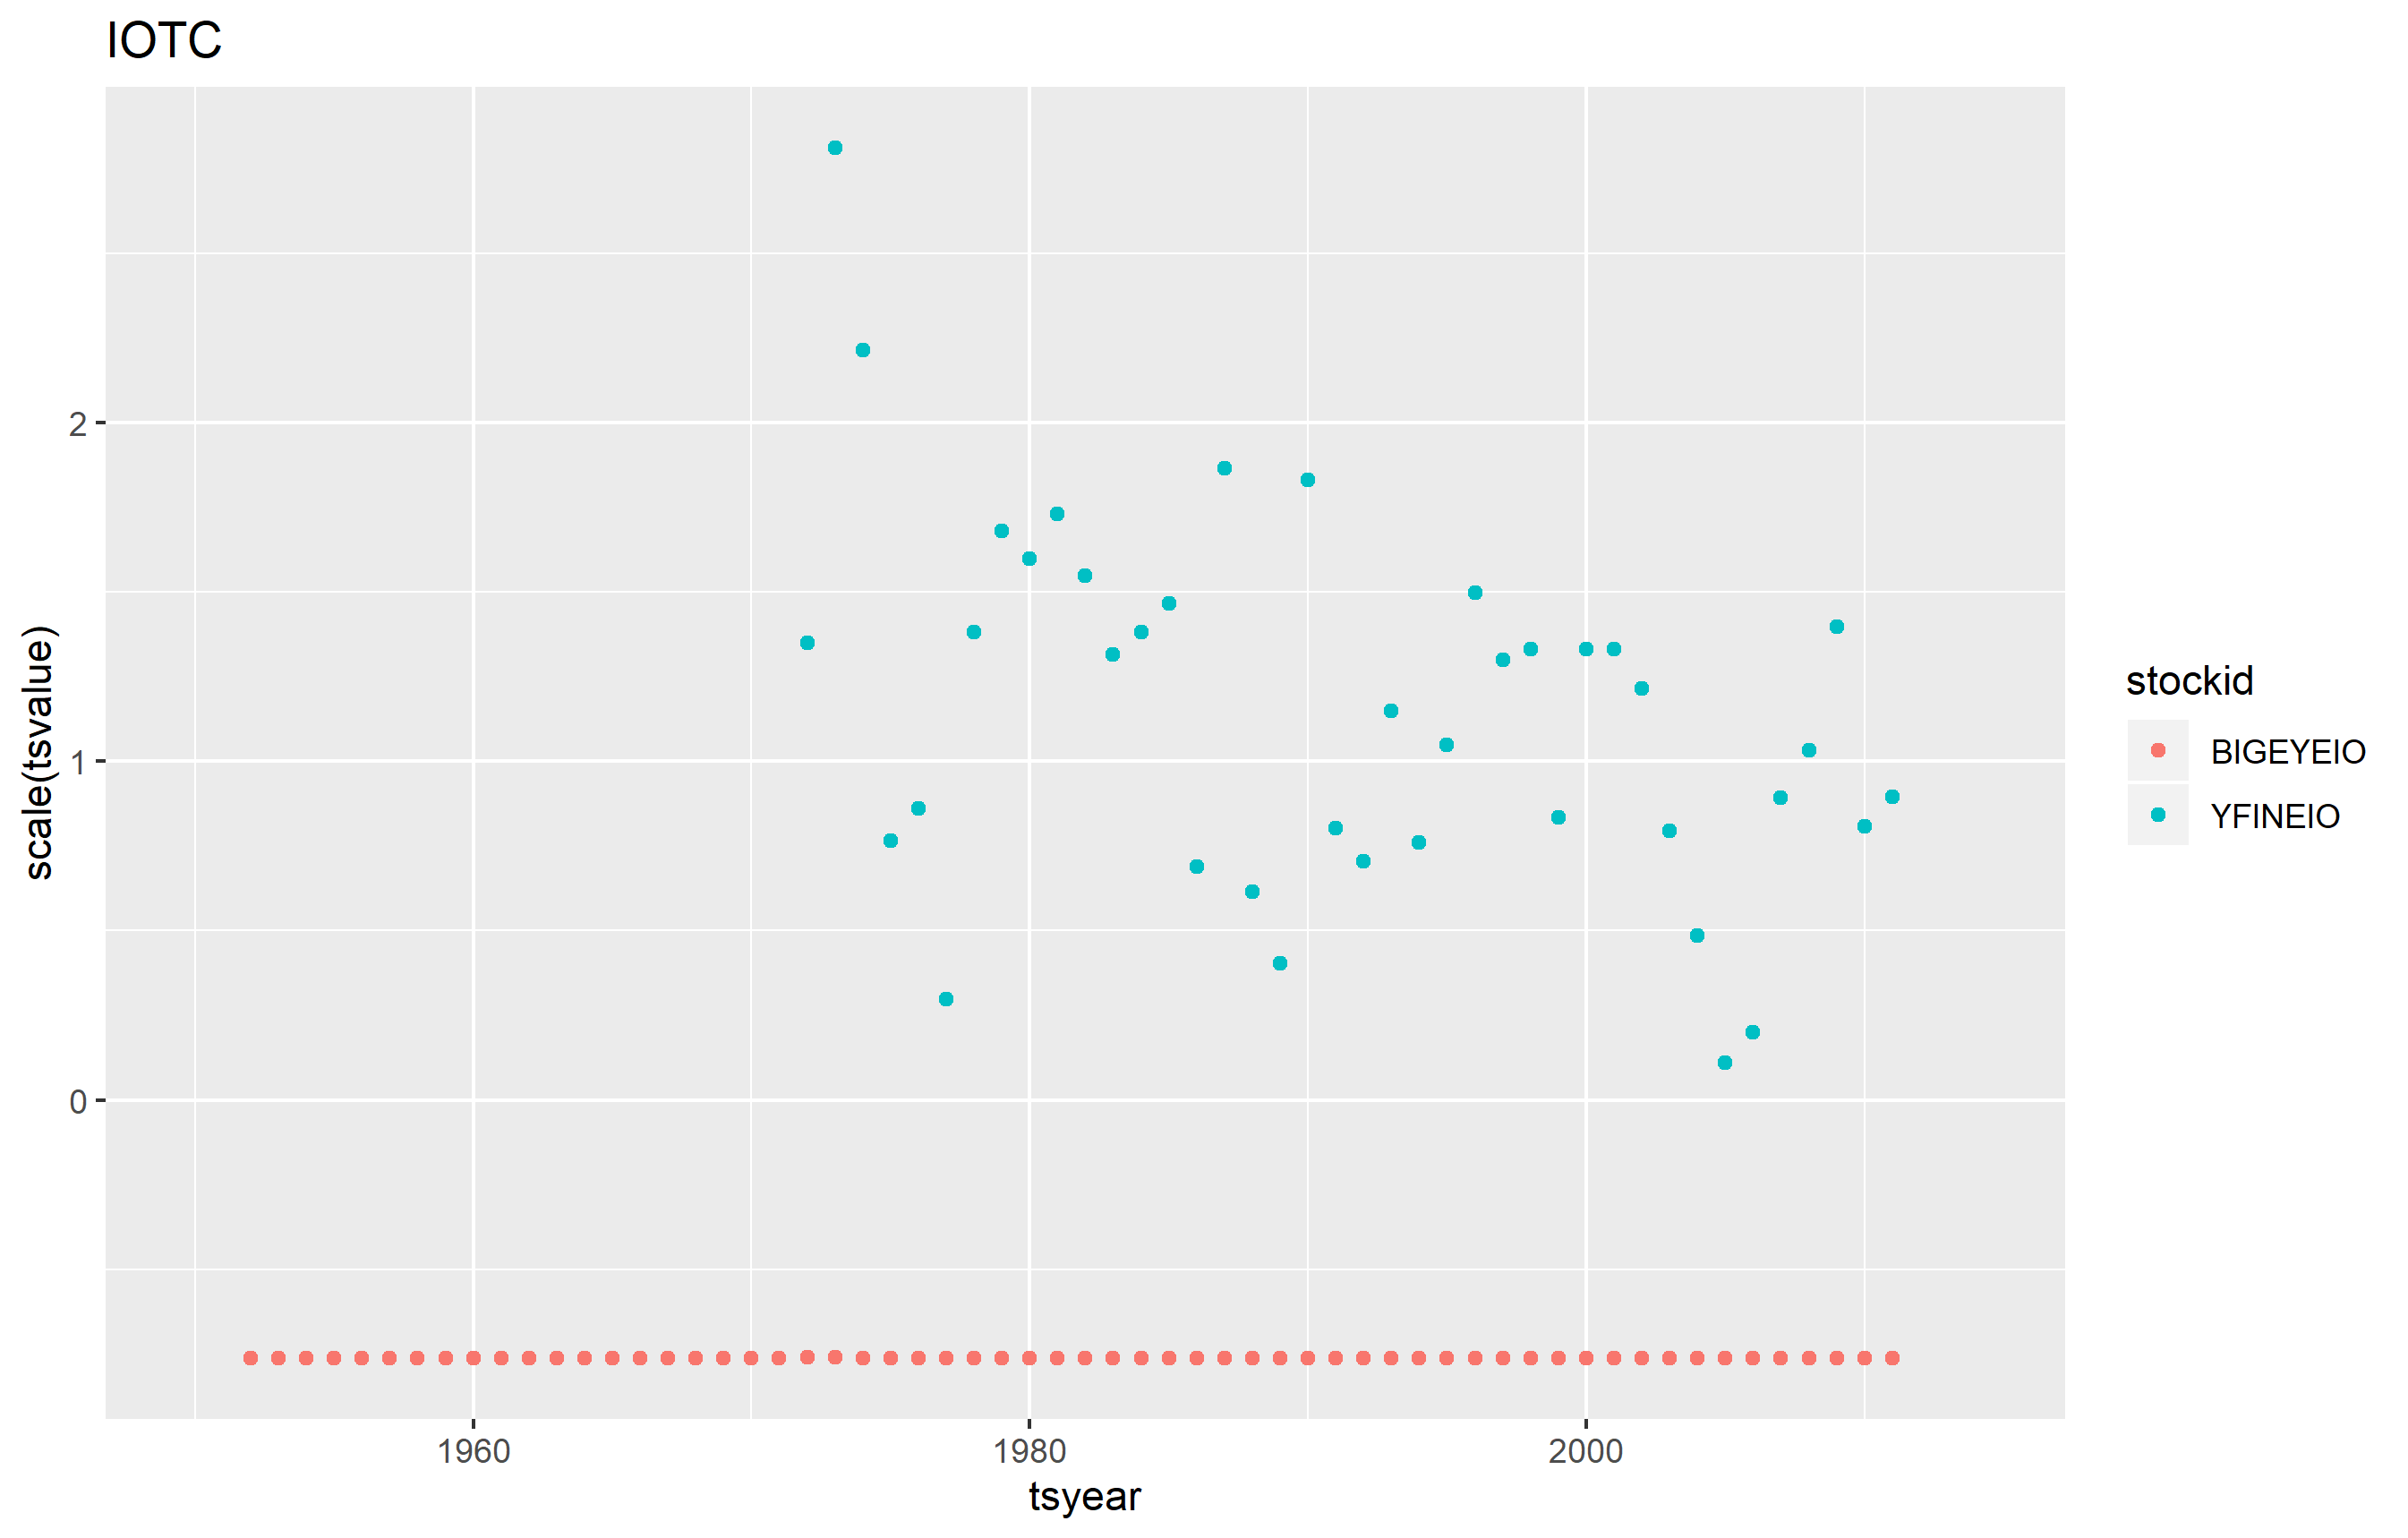 IOTC
scale(tsvalue)
2
1
0
1960
1980
2000
tsyear
stockid
BIGEYEIO
YFINEIO